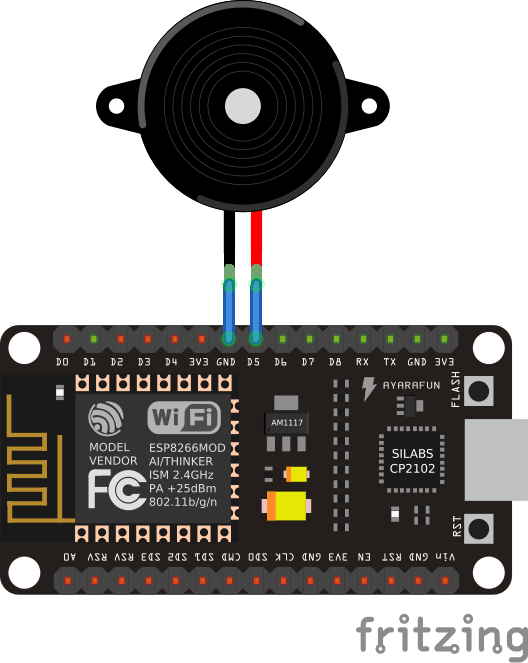 D0 D1 D2 D3 D4 3V3 GND D5 D6 D7 D8 RX TX GND 3V3
AYARAFUN
FLASH
WiFi
AM1117
MODEL
VENDOR
ESP8266MOD
AI/THINKER
ISM 2.4GHz
PA +25dBm
802.11b/g/n
FC
SILABS
CP2102
RST
A0 RSV RSV SD3 SD2 SD1 CMD SD0 CLK GND 3V3 EN RST GND Vin
fritzing